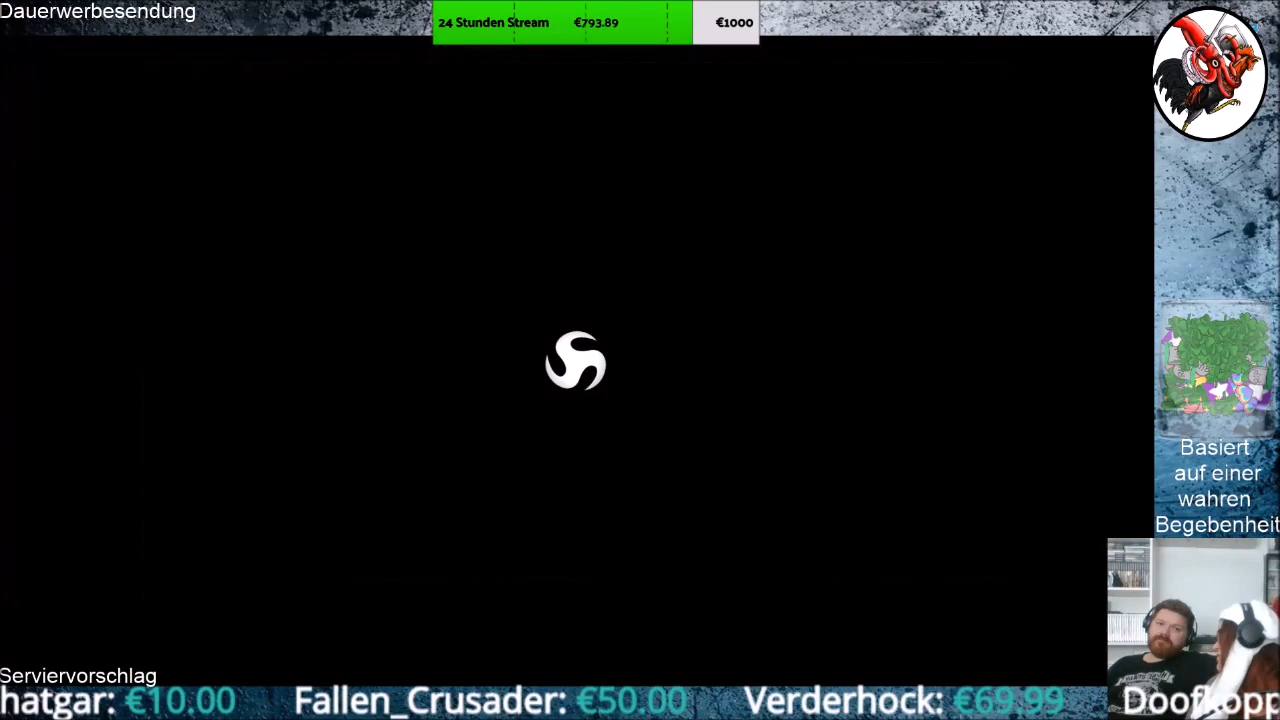 Dauerwerbesendung
24 Stunden Stream €793.89 €1000
Basiert
auf einer
wahren
Begebenheit
Serviervorschlag
hatgar: €10.00 Fallen_Crusader: €50.00 Verderhock: €69.99 Doofkopp